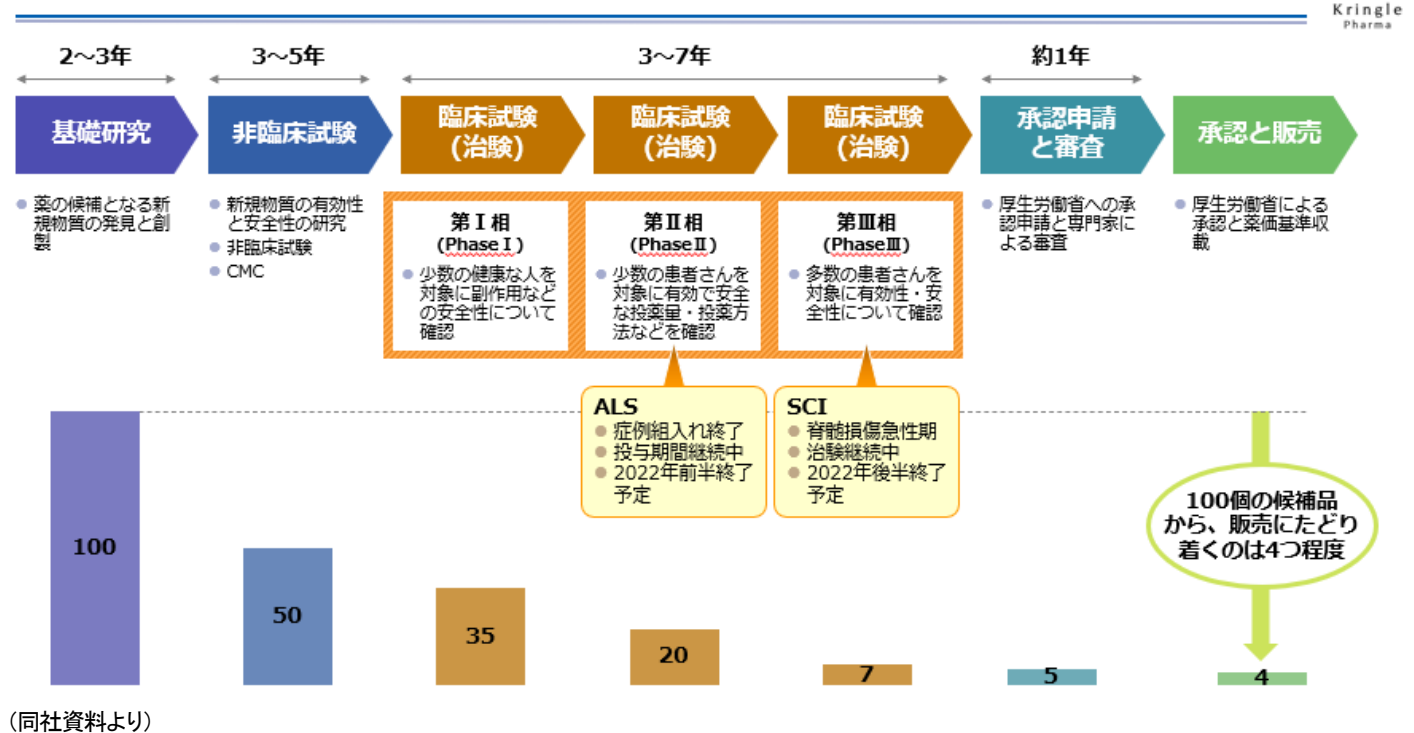 Kringle
Pharma
2～3年
3～5年
3～7年
約1年
基礎研究
非臨床試験
臨床試験
(治験)
臨床試験
(治験)
臨床試験
(治験)
承認申請
と審査
承認と販売
薬の候補となる新
規物質の発見と創
製
新規物質の有効性
と安全性の研究
非臨床試験
CMC
第Ⅰ相
(PhaseⅠ)
少数の健康な人を
対象に副作用など
の安全性について
確認
第Ⅱ相
(PhaseⅡ)
少数の患者さんを
対象に有効で安全
な投薬量・投薬方
法などを確認
第Ⅲ相
(PhaseⅢ)
多数の患者さんを
対象に有効性・安
全性について確認
厚生労働省への承
認申請と専門家に
よる審査
厚生労働省による
承認と薬価基準収
載
ALS
症例組入れ終了
投与期間継続中
2022年前半終了
予定
SCI
脊髄損傷急性期
治験継続中
2022年後半終了
予定
100個の候補品
から、販売にたどり
着くのは4つ程度
100
50
35
20
7
5
4
(同社資料より)